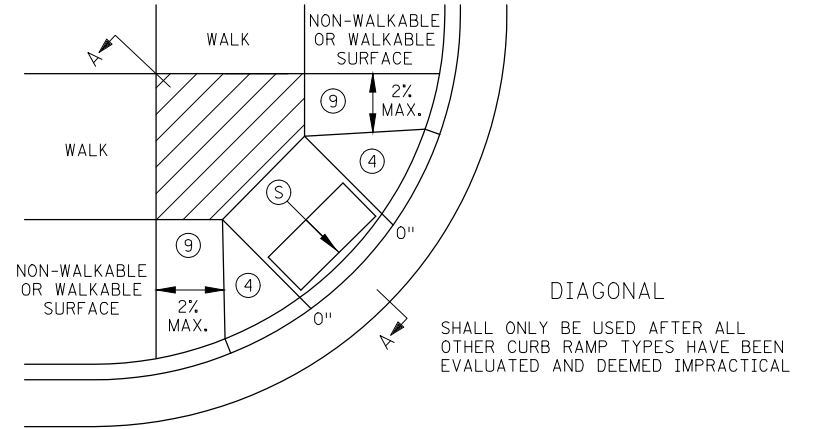 WALK
NON-WALKABLE
OR WALKABLE
SURFACE
A
9
2%
MAX.
WALK
4
S
0"
9
4
NON-WALKABLE
OR WALKABLE
SURFACE
2%
MAX.
0"
A
DIAGONAL
SHALL ONLY BE USED AFTER ALL
OTHER CURB RAMP TYPES HAVE BEEN
EVALUATED AND DEEMED IMPRACTICAL